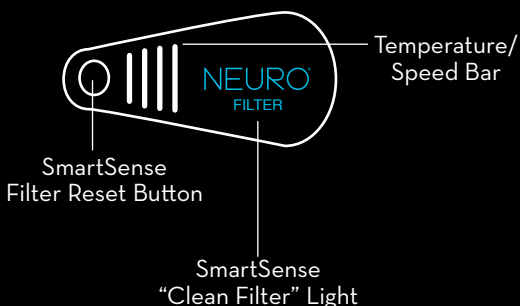 Temperature/
Speed Bar
NEURO®
FILTER
SmartSense
Filter Reset Button
SmartSense
“Clean Filter” Light